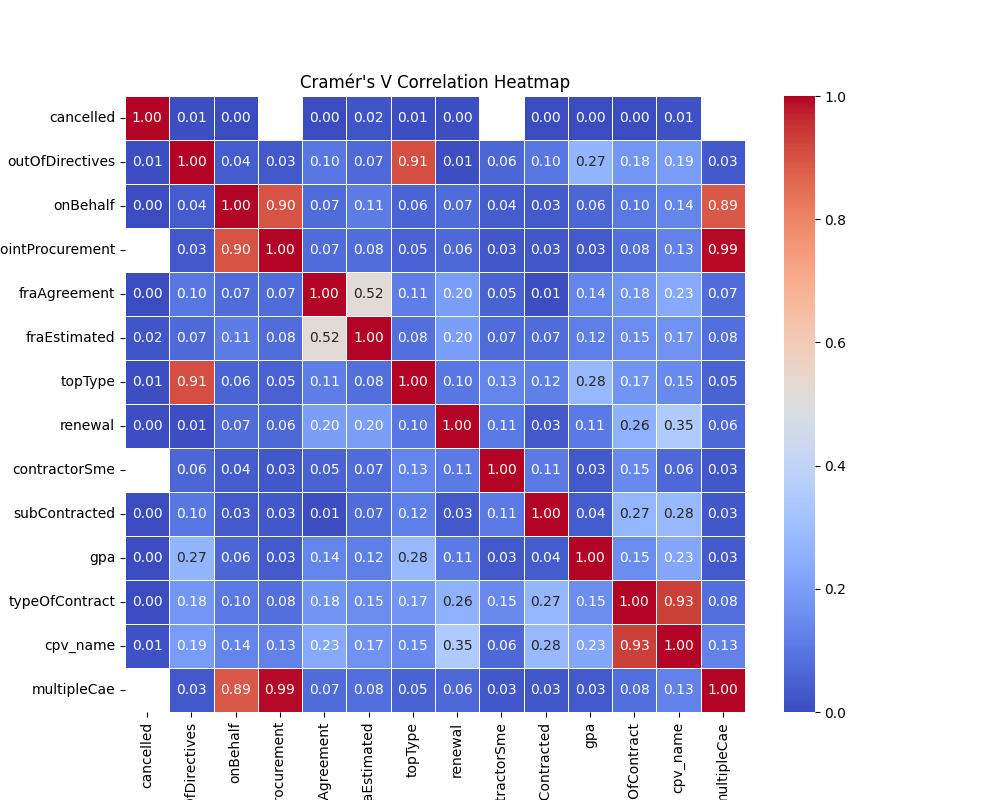 Cramér's V Correlation Heatmap
cancelled 1.00 0.01 0.00 0.00 0.02 0.01 0.00 0.00 0.00 0.00 0.01
outOfDirectives 0.01 1.00 0.04 0.03 0.10 0.07 0.91 0.01 0.06 0.10 0.27 0.18 0.19 0.03
onBehalf 0.00 0.04 1.00 0.90 0.07 0.11 0.06 0.07 0.04 0.03 0.06 0.10 0.14 0.89
ointProcurement 0.03 0.90 1.00 0.07 0.08 0.05 0.06 0.03 0.03 0.03 0.08 0.13 0.99
fraAgreement 0.00 0.10 0.07 0.07 1.00 0.52 0.11 0.20 0.05 0.01 0.14 0.18 0.23 0.07
fraEstimated 0.02 0.07 0.11 0.08 0.52 1.00 0.08 0.20 0.07 0.07 0.12 0.15 0.17 0.08
topType 0.01 0.91 0.06 0.05 0.11 0.08 1.00 0.10 0.13 0.12 0.28 0.17 0.15 0.05
renewal 0.00 0.01 0.07 0.06 0.20 0.20 0.10 1.00 0.11 0.03 0.11 0.26 0.35 0.06
contractorSme 0.06 0.04 0.03 0.05 0.07 0.13 0.11 1.00 0.11 0.03 0.15 0.06 0.03
subContracted 0.00 0.10 0.03 0.03 0.01 0.07 0.12 0.03 0.11 1.00 0.04 0.27 0.28 0.03
gpa 0.00 0.27 0.06 0.03 0.14 0.12 0.28 0.11 0.03 0.04 1.00 0.15 0.23 0.03
typeOfContract 0.00 0.18 0.10 0.08 0.18 0.15 0.17 0.26 0.15 0.27 0.15 1.00 0.93 0.08
cpv_name 0.01 0.19 0.14 0.13 0.23 0.17 0.15 0.35 0.06 0.28 0.23 0.93 1.00 0.13
multipleCae 0.03 0.89 0.99 0.07 0.08 0.05 0.06 0.03 0.03 0.03 0.08 0.13 1.00
cancelled
fDirectives
onBehalf
rocurement
Agreement
aEstimated
topType
renewal
tractorSme
Contracted
gpa
OfContract
cpv_name
nultipleCae
1.0
0.8
0.6
0.4
0.2
0.0